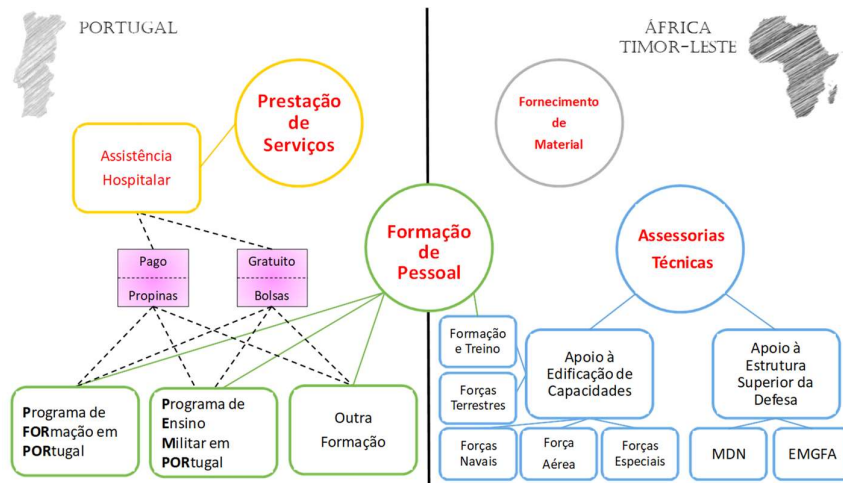 PORTUGAL
ÁFRICA
TIMOR-LESTE
Prestação
de
Serviços
Assistência
Hospitalar
Fornecimento
de
Material
Formação
de
Pessoal
Assessorias
Técnicas
Pago
Propinas
Gratuito
Bolsas
Programa de
FORmação em
PORtugal
Programa de
Ensino
Militar em
PORtugal
Outra
Formação
Formação
e Treino
Forças
Terrestres
Apoio à
Edificação de
Capacidades
Apoio à
Estrutura
Superior da
Defesa
Forças
Navais
Força
Aérea
Forças
Especiais
MDN
EMGFA